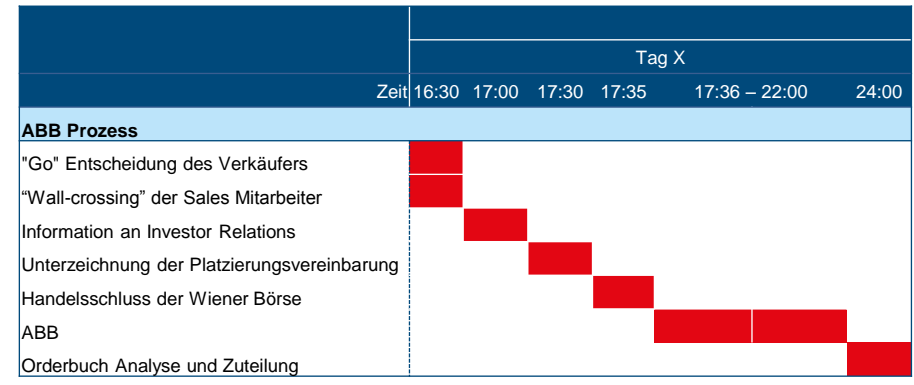 Tag X
Zeit 16:30 17:00 17:30 17:35 17:36 – 22:00 24:00
ABB Prozess
"Go" Entscheidung des Verkäufers
“Wall-crossing” der Sales Mitarbeiter
Information an Investor Relations
Unterzeichnung der Platzierungsvereinbarung
Handelsschluss der Wiener Börse
ABB
Orderbuch Analyse und Zuteilung